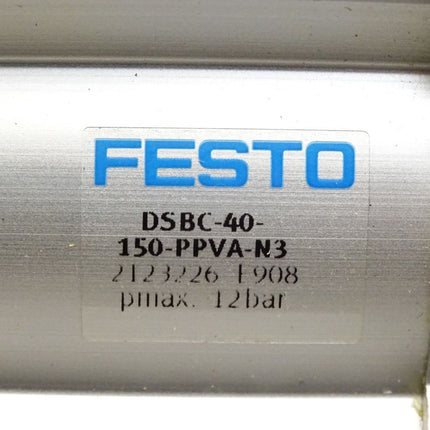 FESTO
DSBC-40-
150-PPVA-N3
2123226 F908
pmax. 12bar